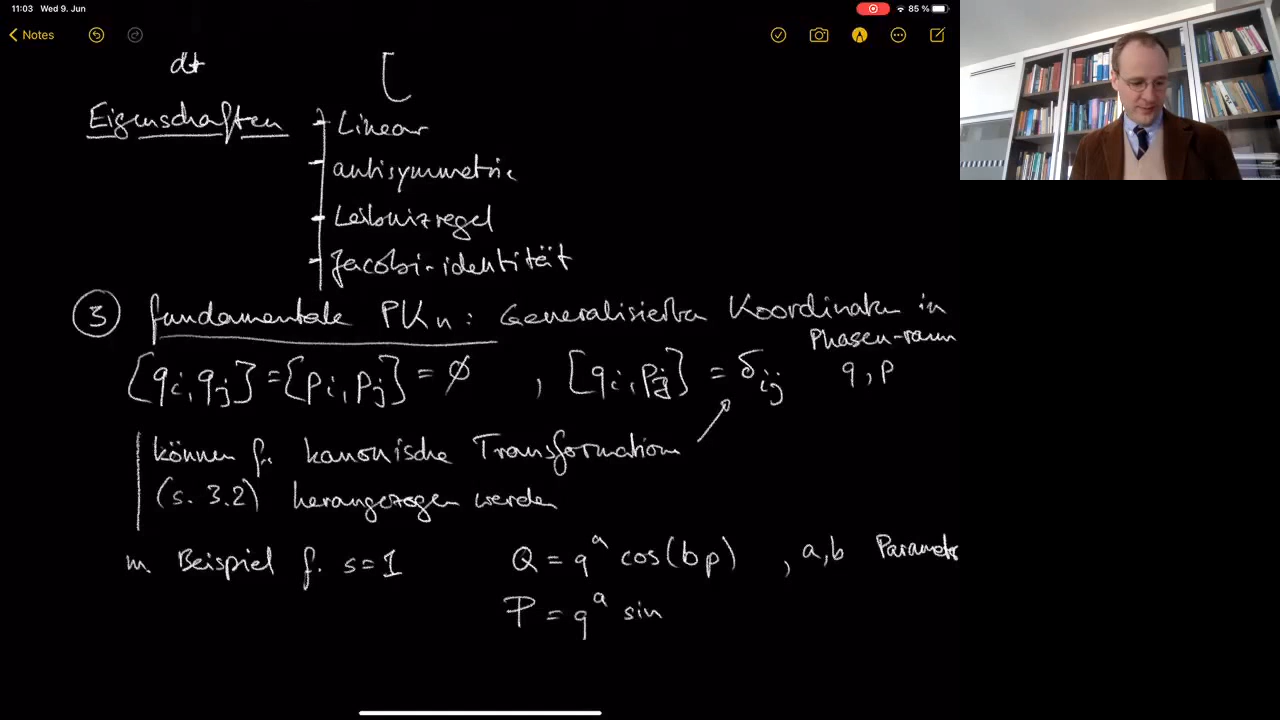 11:03 Wed 9. Jun 85 %
Notes
dt
Eigenschaften
Linear
antisymmetrie
Leibnizregel
Jacobi-identität
3 fundamentale PKn: Generalisierten Koordinaten in
Phasen-raum
[qi, qj] = [pi, pj] = ∅ , [qi, pj] = δij q, p
können f. kanonische Transformation
(s. 3.2) herangezogen werden
m. Beispiel f. s=1 Q = q^a cos(bp) , a,b Parameter
P = q^a sin